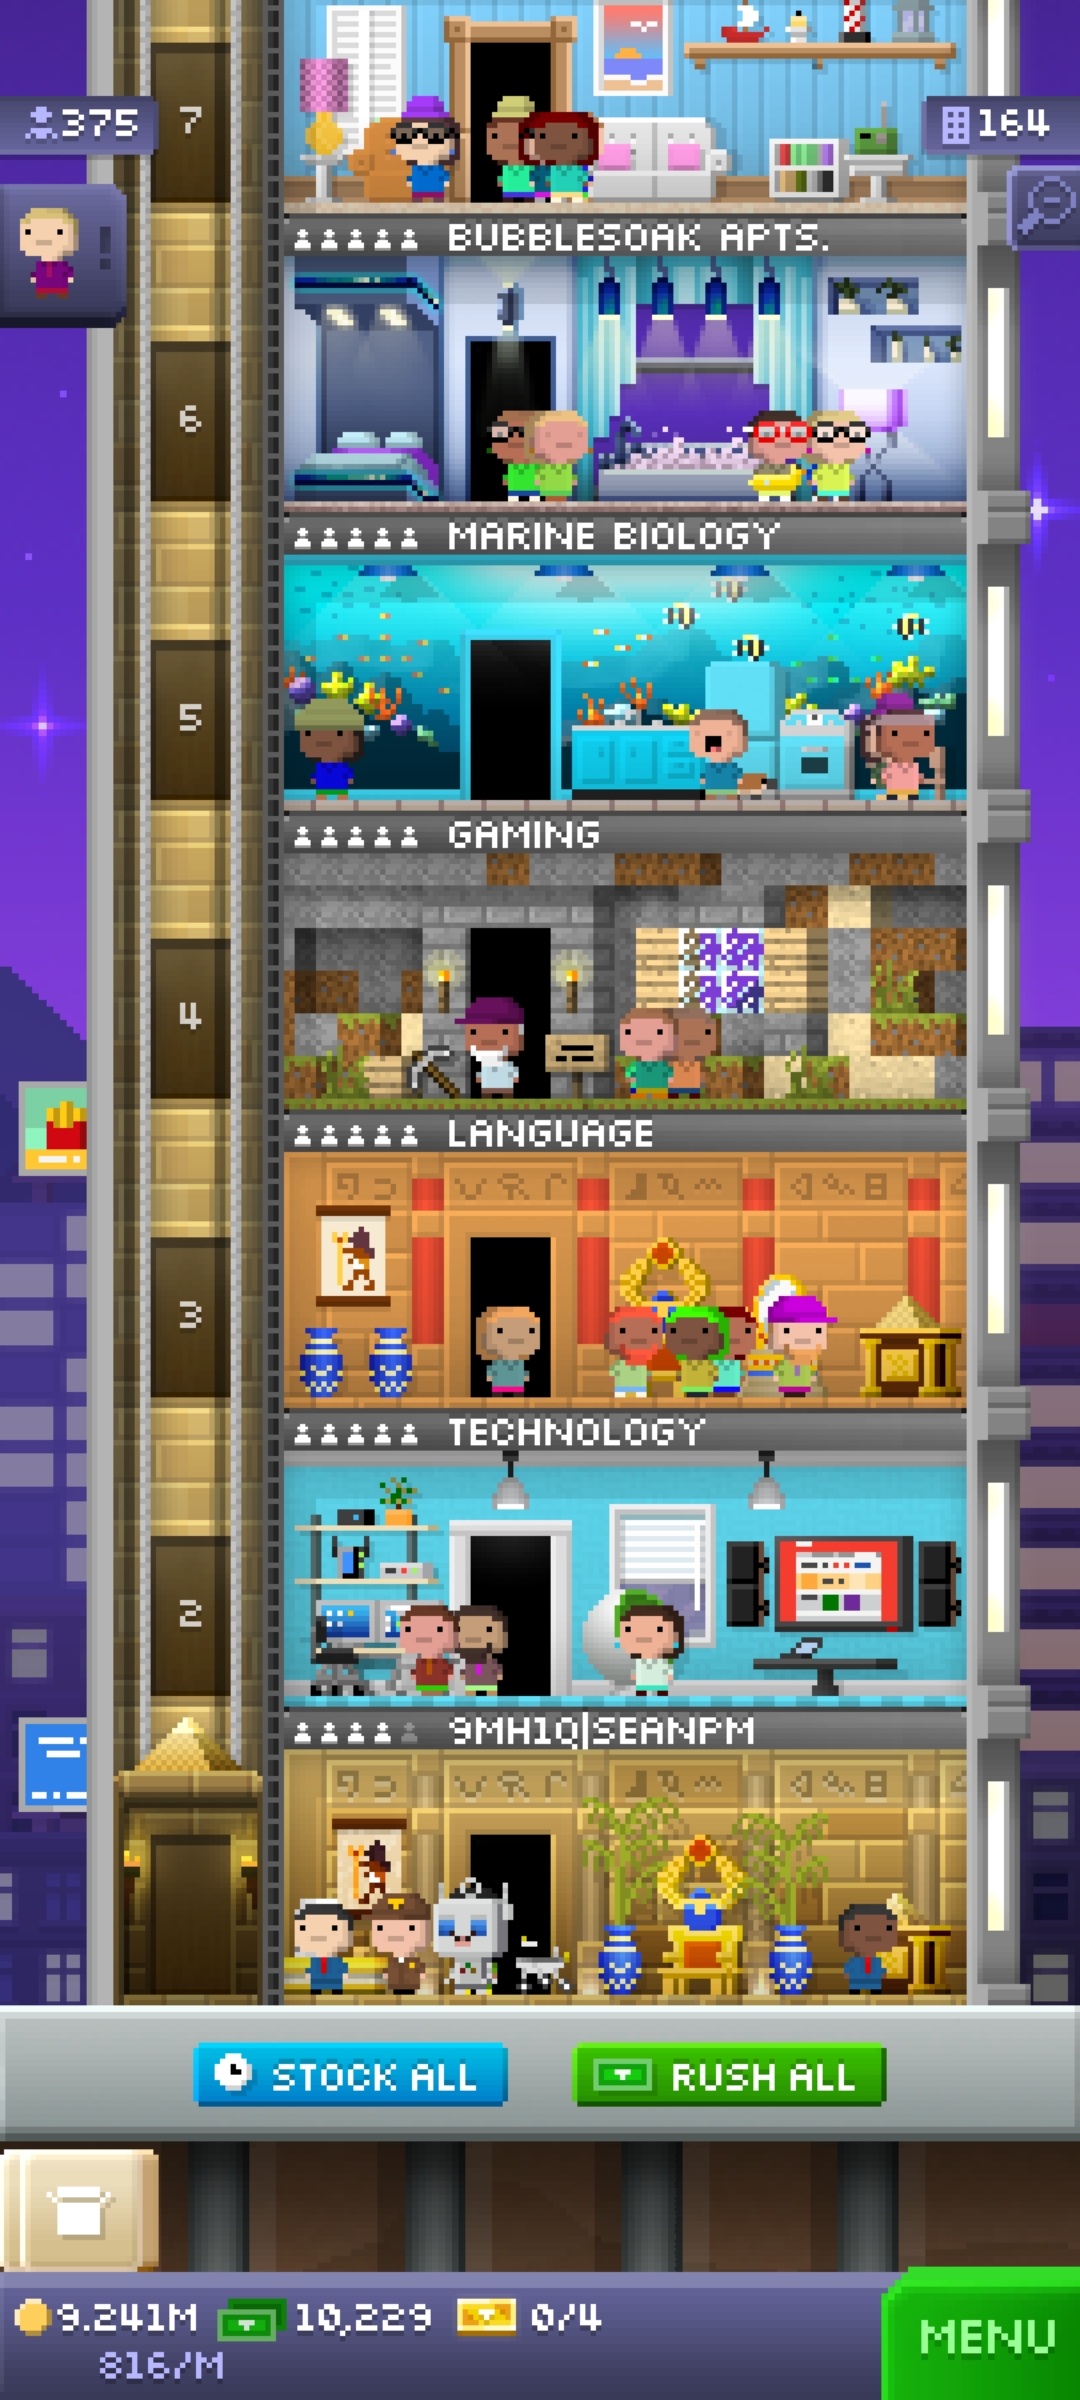 7
375
164
BUBBLESOAK APTS.
6
MARINE BIOLOGY
5
GAMING
4
LANGUAGE
3
TECHNOLOGY
2
9MH1Q|SEANPM
STOCK ALL
RUSH ALL
9.241M 10,229 0/4
816/M
MENU